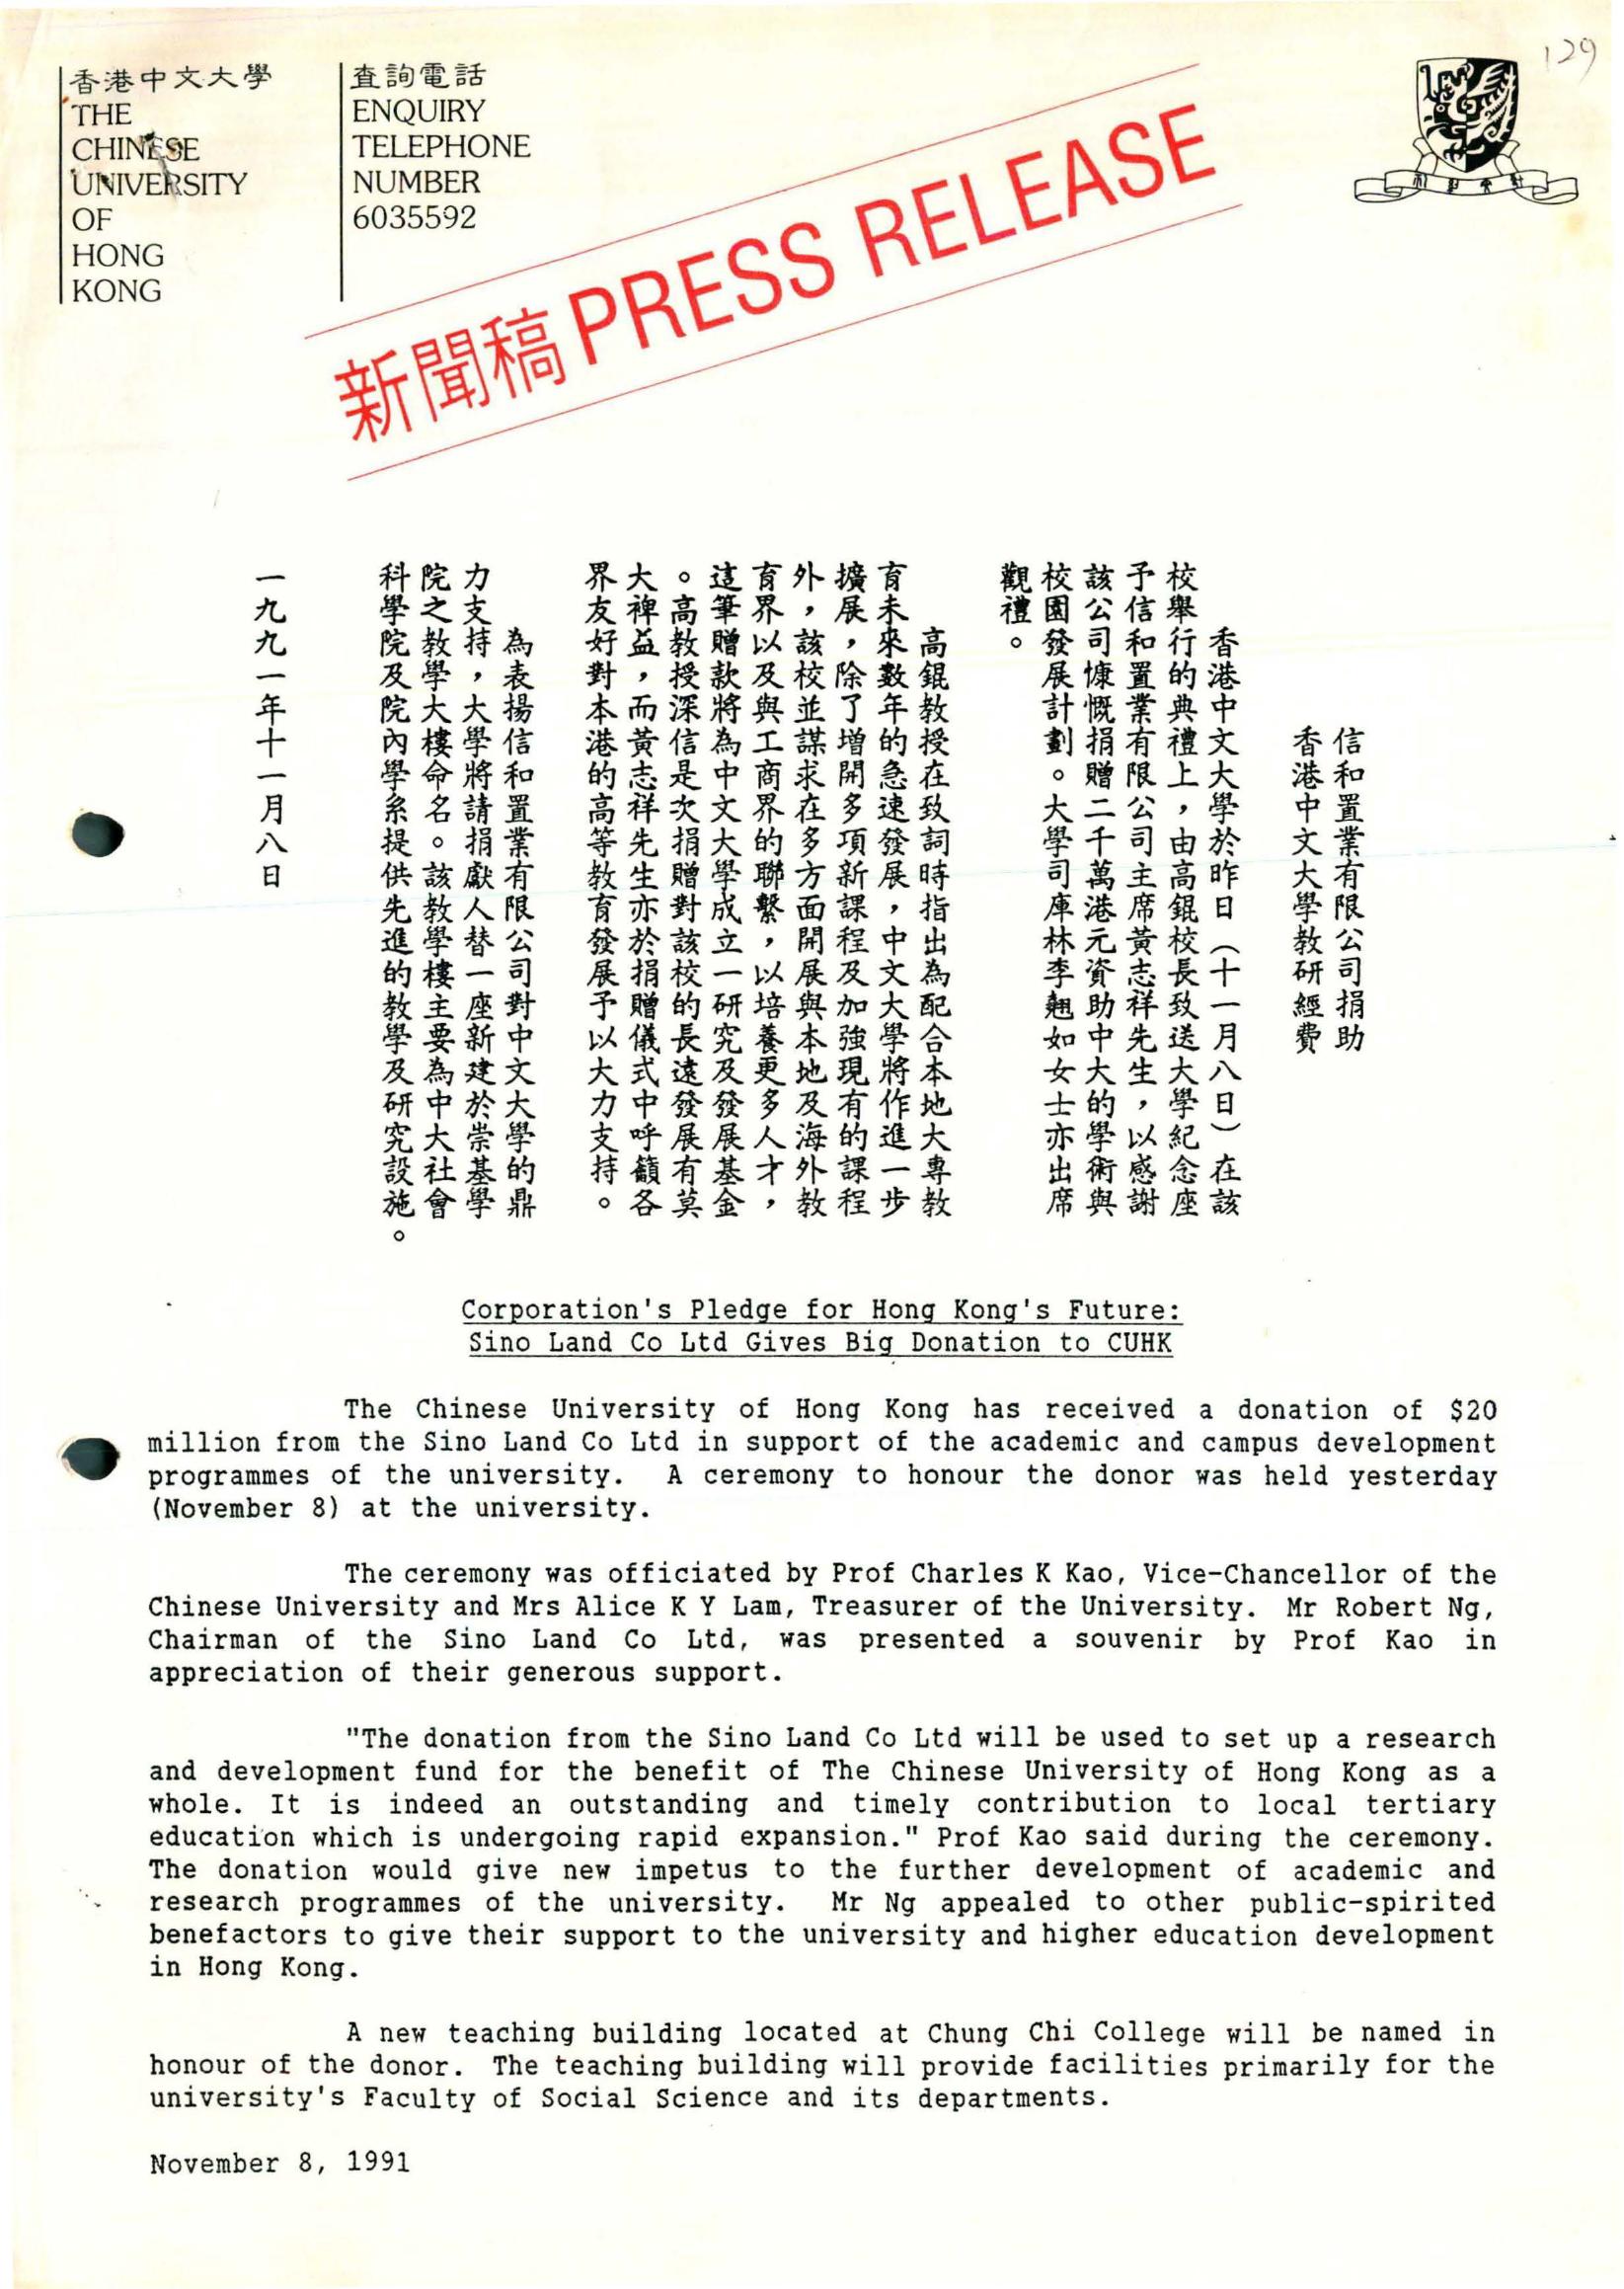 香港中文大學
THE
CHINESE
UNIVERSITY
OF
HONG
KONG
查詢電話
ENQUIRY
TELEPHONE
NUMBER
6035592
129
新聞稿 PRESS RELEASE
信和置業有限公司捐助
香港中文大學教研經費
香港中文大學於昨日（十一月八日）在該
校舉行的典禮上，由高錕校長致送大學紀念座
予信和置業有限公司主席黃志祥先生，以感謝
該公司慷慨捐贈二千萬港元資助中大的學術與
校園發展計劃。大學司庫林李翹如女士亦出席
觀禮。
高錕教授在致詞時指出為配合本地大專教
育未來數年的急速發展，中文大學將作進一步
擴展，除了增開多項新課程及加強現有的課程
外，該校並謀求在多方面開展與本地及海外教
育界以及與工商界的聯繫，以培養更多人才，
這筆贈款將為中文大學成立一研究及發展基金
。高教授深信是次捐贈對該校的長遠發展有莫
大裨益，而黃志祥先生亦於捐贈儀式中呼籲各
界友好對本港的高等教育發展予以大力支持。
為表揚信和置業有限公司對中文大學的鼎
力支持，大學將請捐獻人替一座新建於崇基學
院之教學大樓命名。該教學樓主要為中大社會
科學院及院內學系提供先進的教學及研究設施。
一九九一年十一月八日
Corporation's Pledge for Hong Kong's Future:
Sino Land Co Ltd Gives Big Donation to CUHK
The Chinese University of Hong Kong has received a donation of $20
million from the Sino Land Co Ltd in support of the academic and campus development
programmes of the university. A ceremony to honour the donor was held yesterday
(November 8) at the university.
The ceremony was officiated by Prof Charles K Kao, Vice-Chancellor of the
Chinese University and Mrs Alice K Y Lam, Treasurer of the University. Mr Robert Ng,
Chairman of the Sino Land Co Ltd, was presented a souvenir by Prof Kao in
appreciation of their generous support.
"The donation from the Sino Land Co Ltd will be used to set up a research
and development fund for the benefit of The Chinese University of Hong Kong as a
whole. It is indeed an outstanding and timely contribution to local tertiary
education which is undergoing rapid expansion." Prof Kao said during the ceremony.
The donation would give new impetus to the further development of academic and
research programmes of the university. Mr Ng appealed to other public-spirited
benefactors to give their support to the university and higher education development
in Hong Kong.
A new teaching building located at Chung Chi College will be named in
honour of the donor. The teaching building will provide facilities primarily for the
university's Faculty of Social Science and its departments.
November 8, 1991